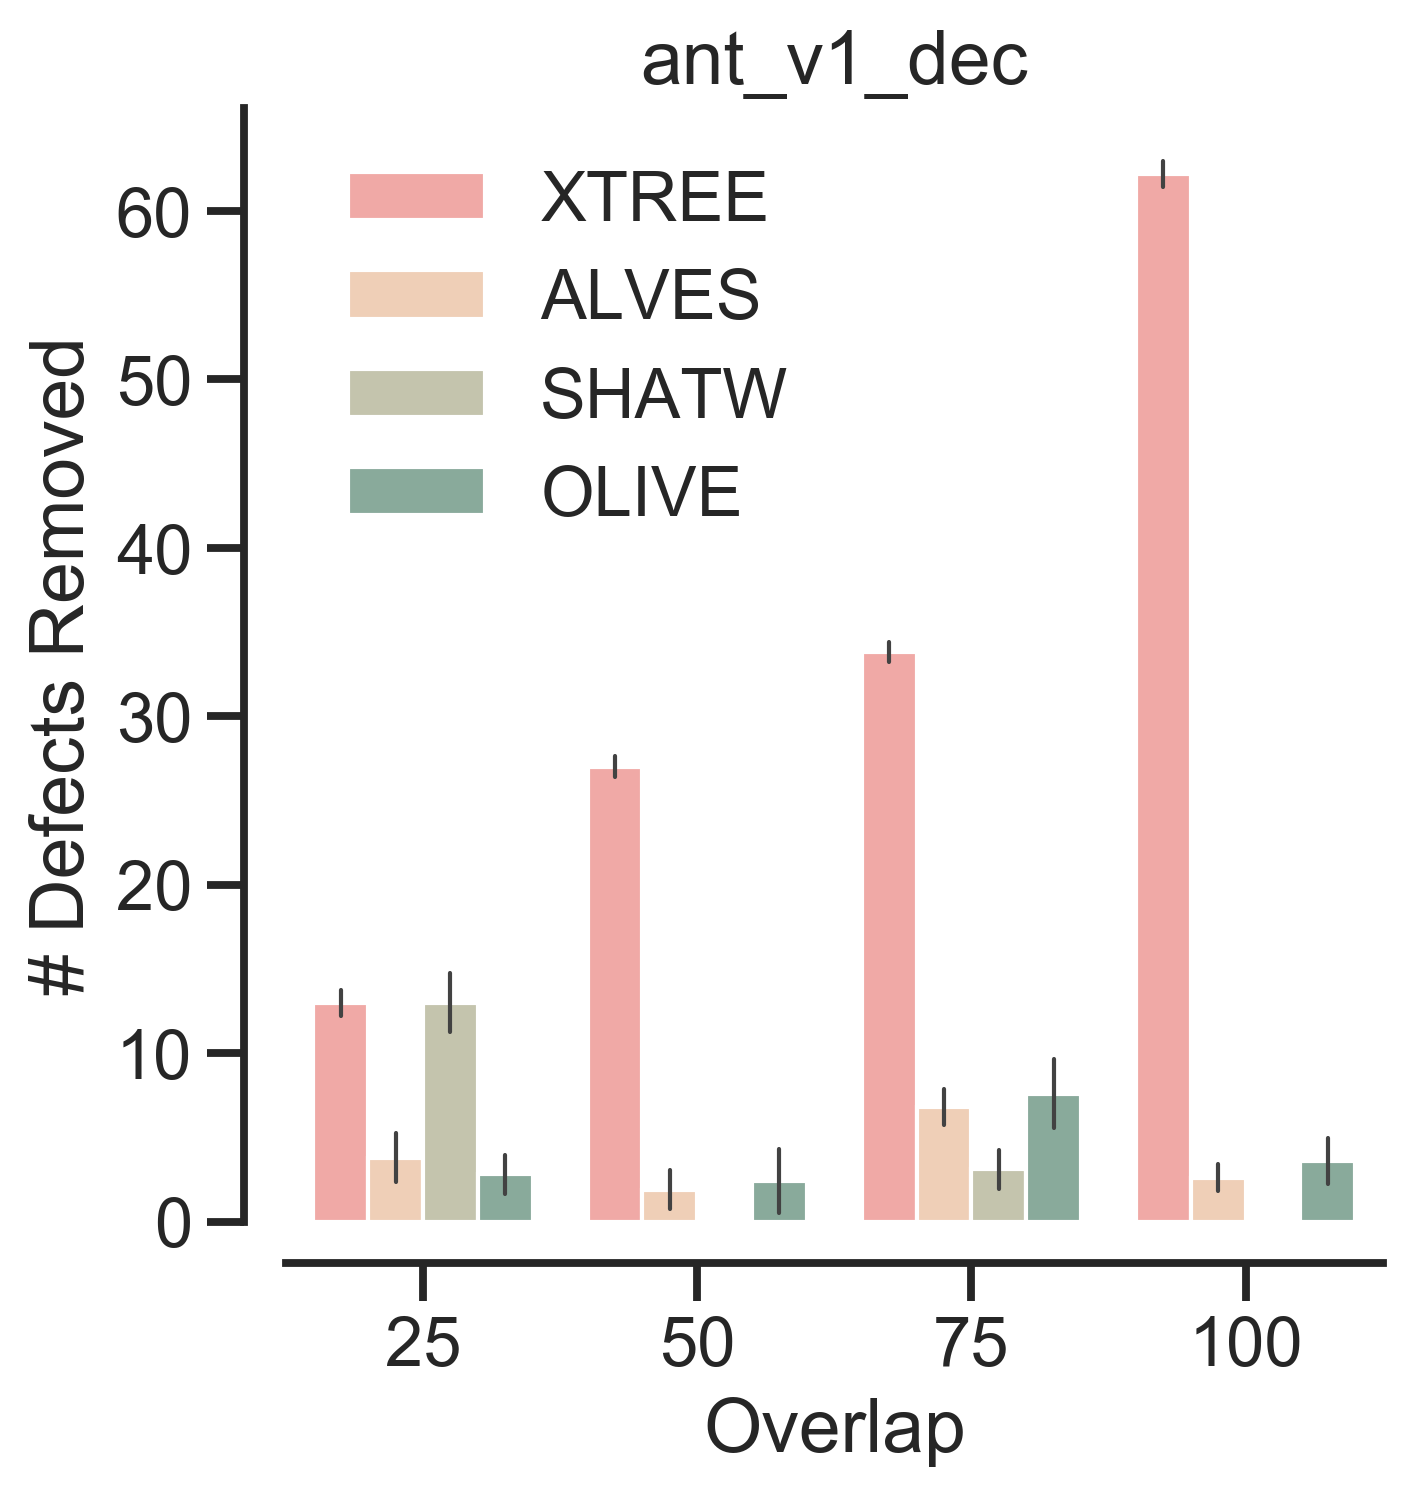 ant_v1_dec
XTREE
ALVES
SHATW
OLIVE
# Defects Removed
60
50
40
30
20
10
0
25 50 75 100
Overlap